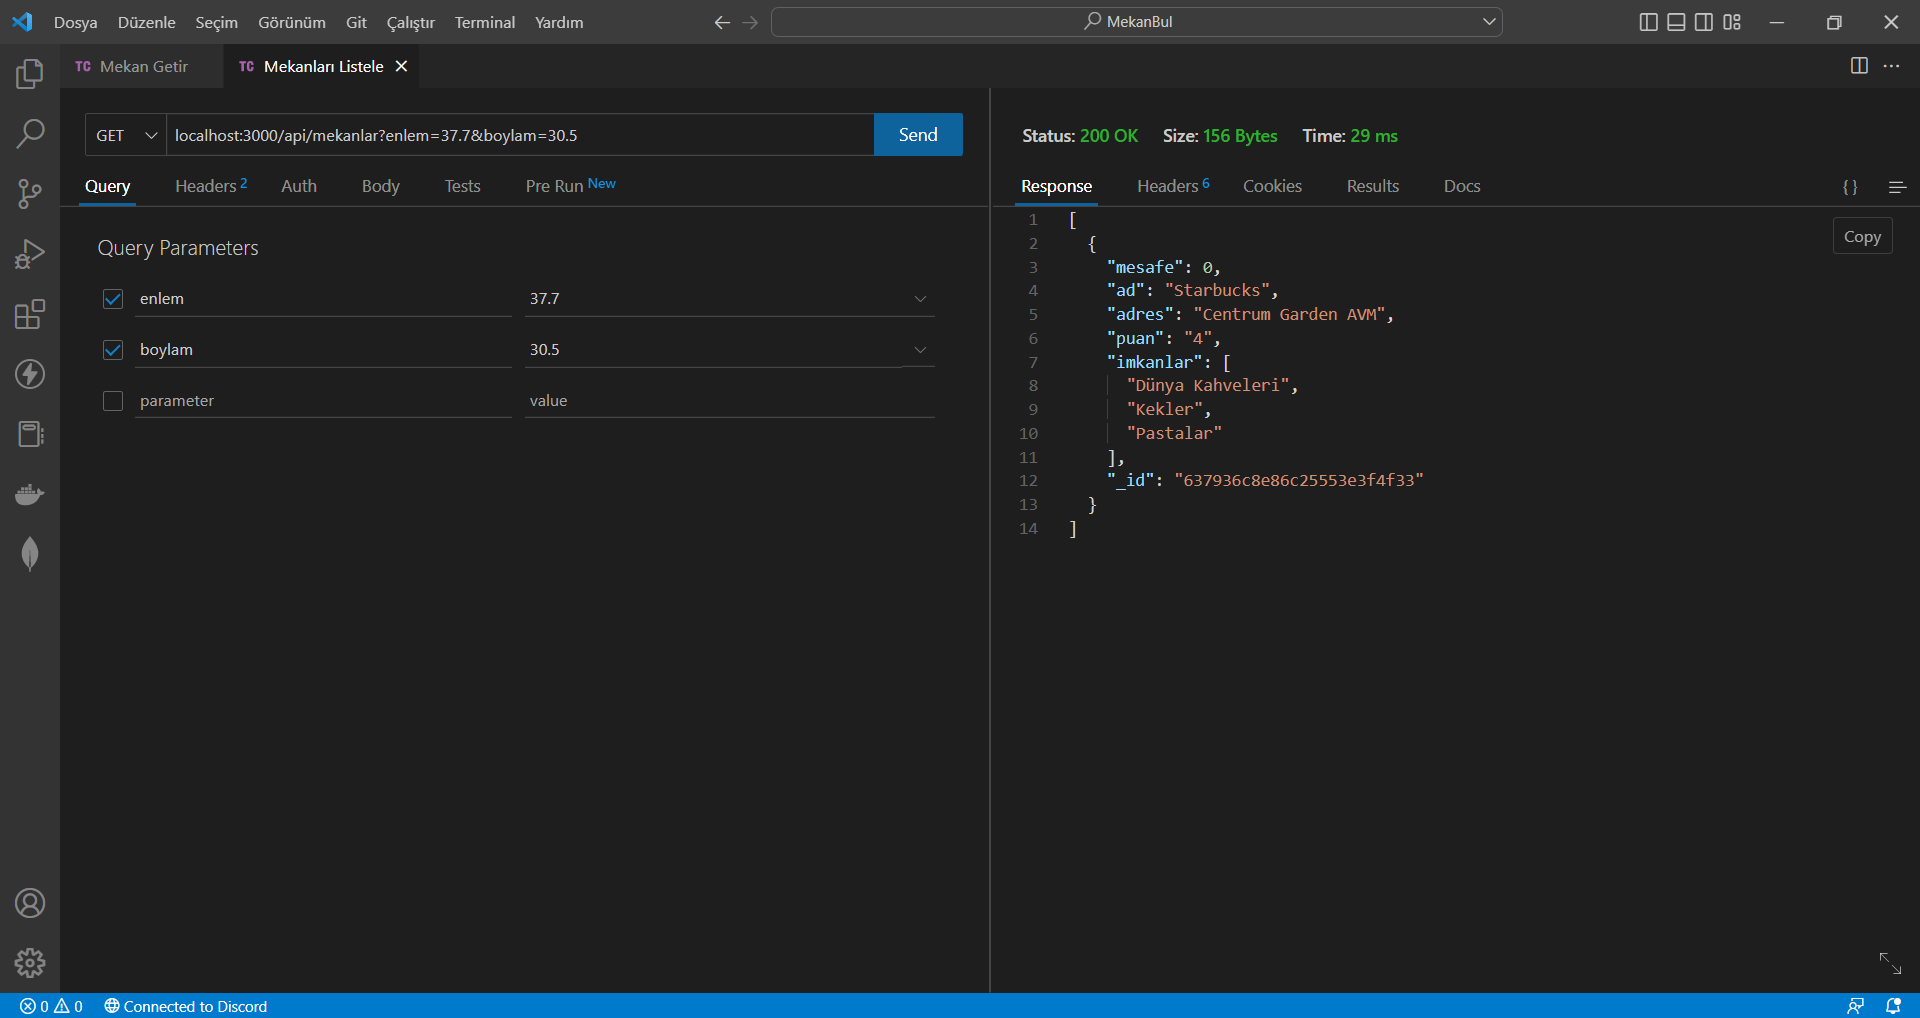 Dosya Düzenle Seçim Görünüm Git Çalıştır Terminal Yardım
MekanBul
TC Mekan Getir
TC Mekanları Listele
GET localhost:3000/api/mekanlar?enlem=37.7&boylam=30.5 Send
Query Headers 2 Auth Body Tests Pre Run New
Query Parameters
enlem 37.7
boylam 30.5
parameter value
Status: 200 OK Size: 156 Bytes Time: 29 ms
Response Headers 6 Cookies Results Docs { }
Copy
1 [
2 {
3 "mesafe": 0,
4 "ad": "Starbucks",
5 "adres": "Centrum Garden AVM",
6 "puan": "4",
7 "imkanlar": [
8 "Dünya Kahveleri",
9 "Kekler",
10 "Pastalar"
11 ],
12 "_id": "637936c8e86c25553e3f4f33"
13 }
14 ]
0 0 Connected to Discord